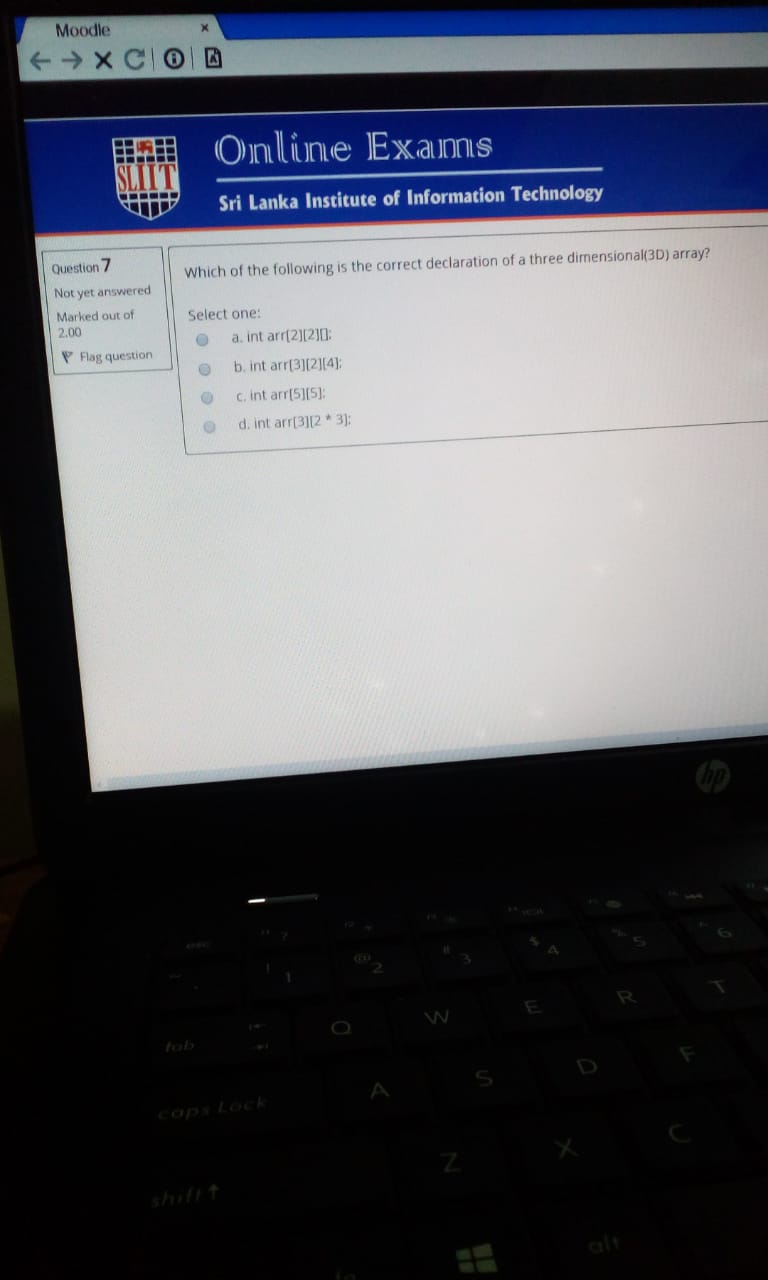 Moodle
SLIIT
Online Exams
Sri Lanka Institute of Information Technology
Question 7
Not yet answered
Marked out of
2.00
Flag question
Which of the following is the correct declaration of a three dimensional(3D) array?
Select one:
a. int arr[2][2][];
b. int arr[3][2][4];
c. int arr[5][5];
d. int arr[3][2 * 3];
hp
esc
! 1
@ 2
# 3
$ 4
% 5
^ 6
tab
Q W E R T
caps lock
A S D F
shift
Z X C
alt